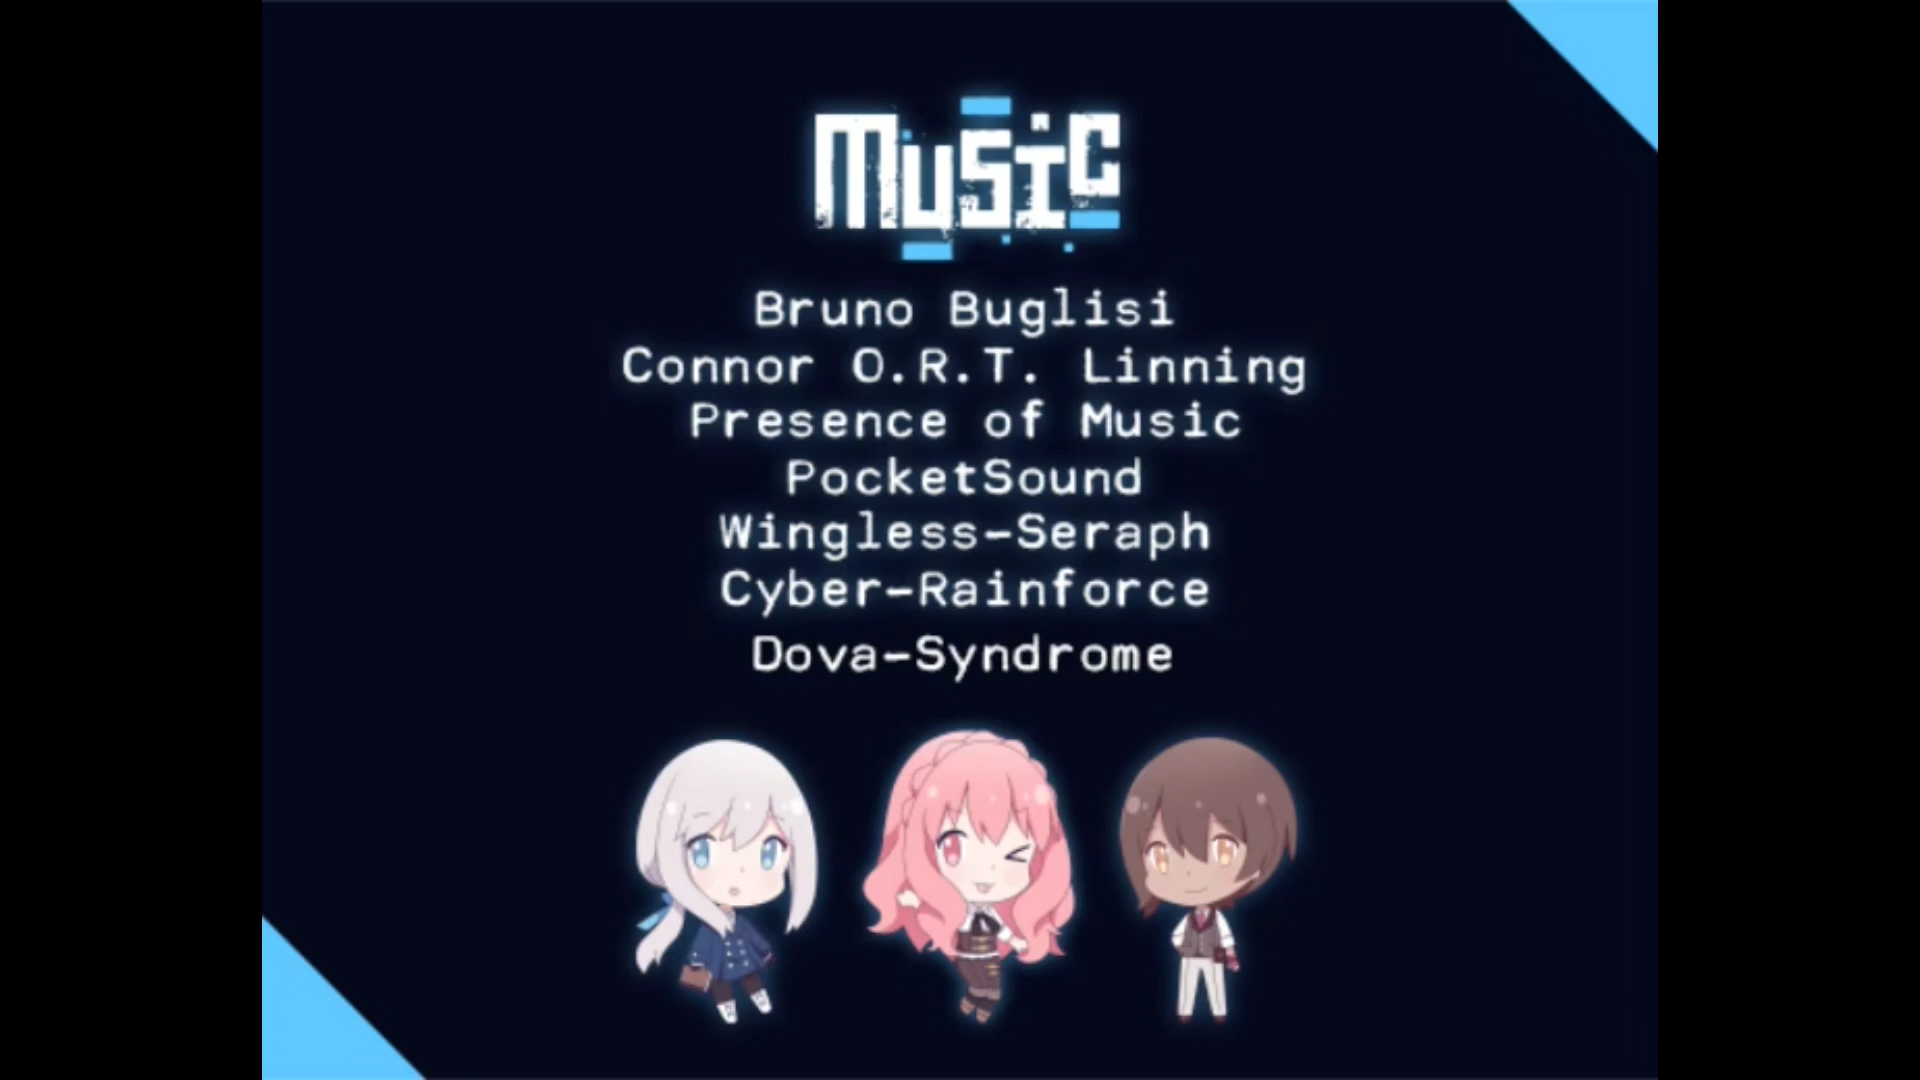 Music
Bruno Buglisi
Connor O.R.T. Linning
Presence of Music
PocketSound
Wingless-Seraph
Cyber-Rainforce
Dova-Syndrome